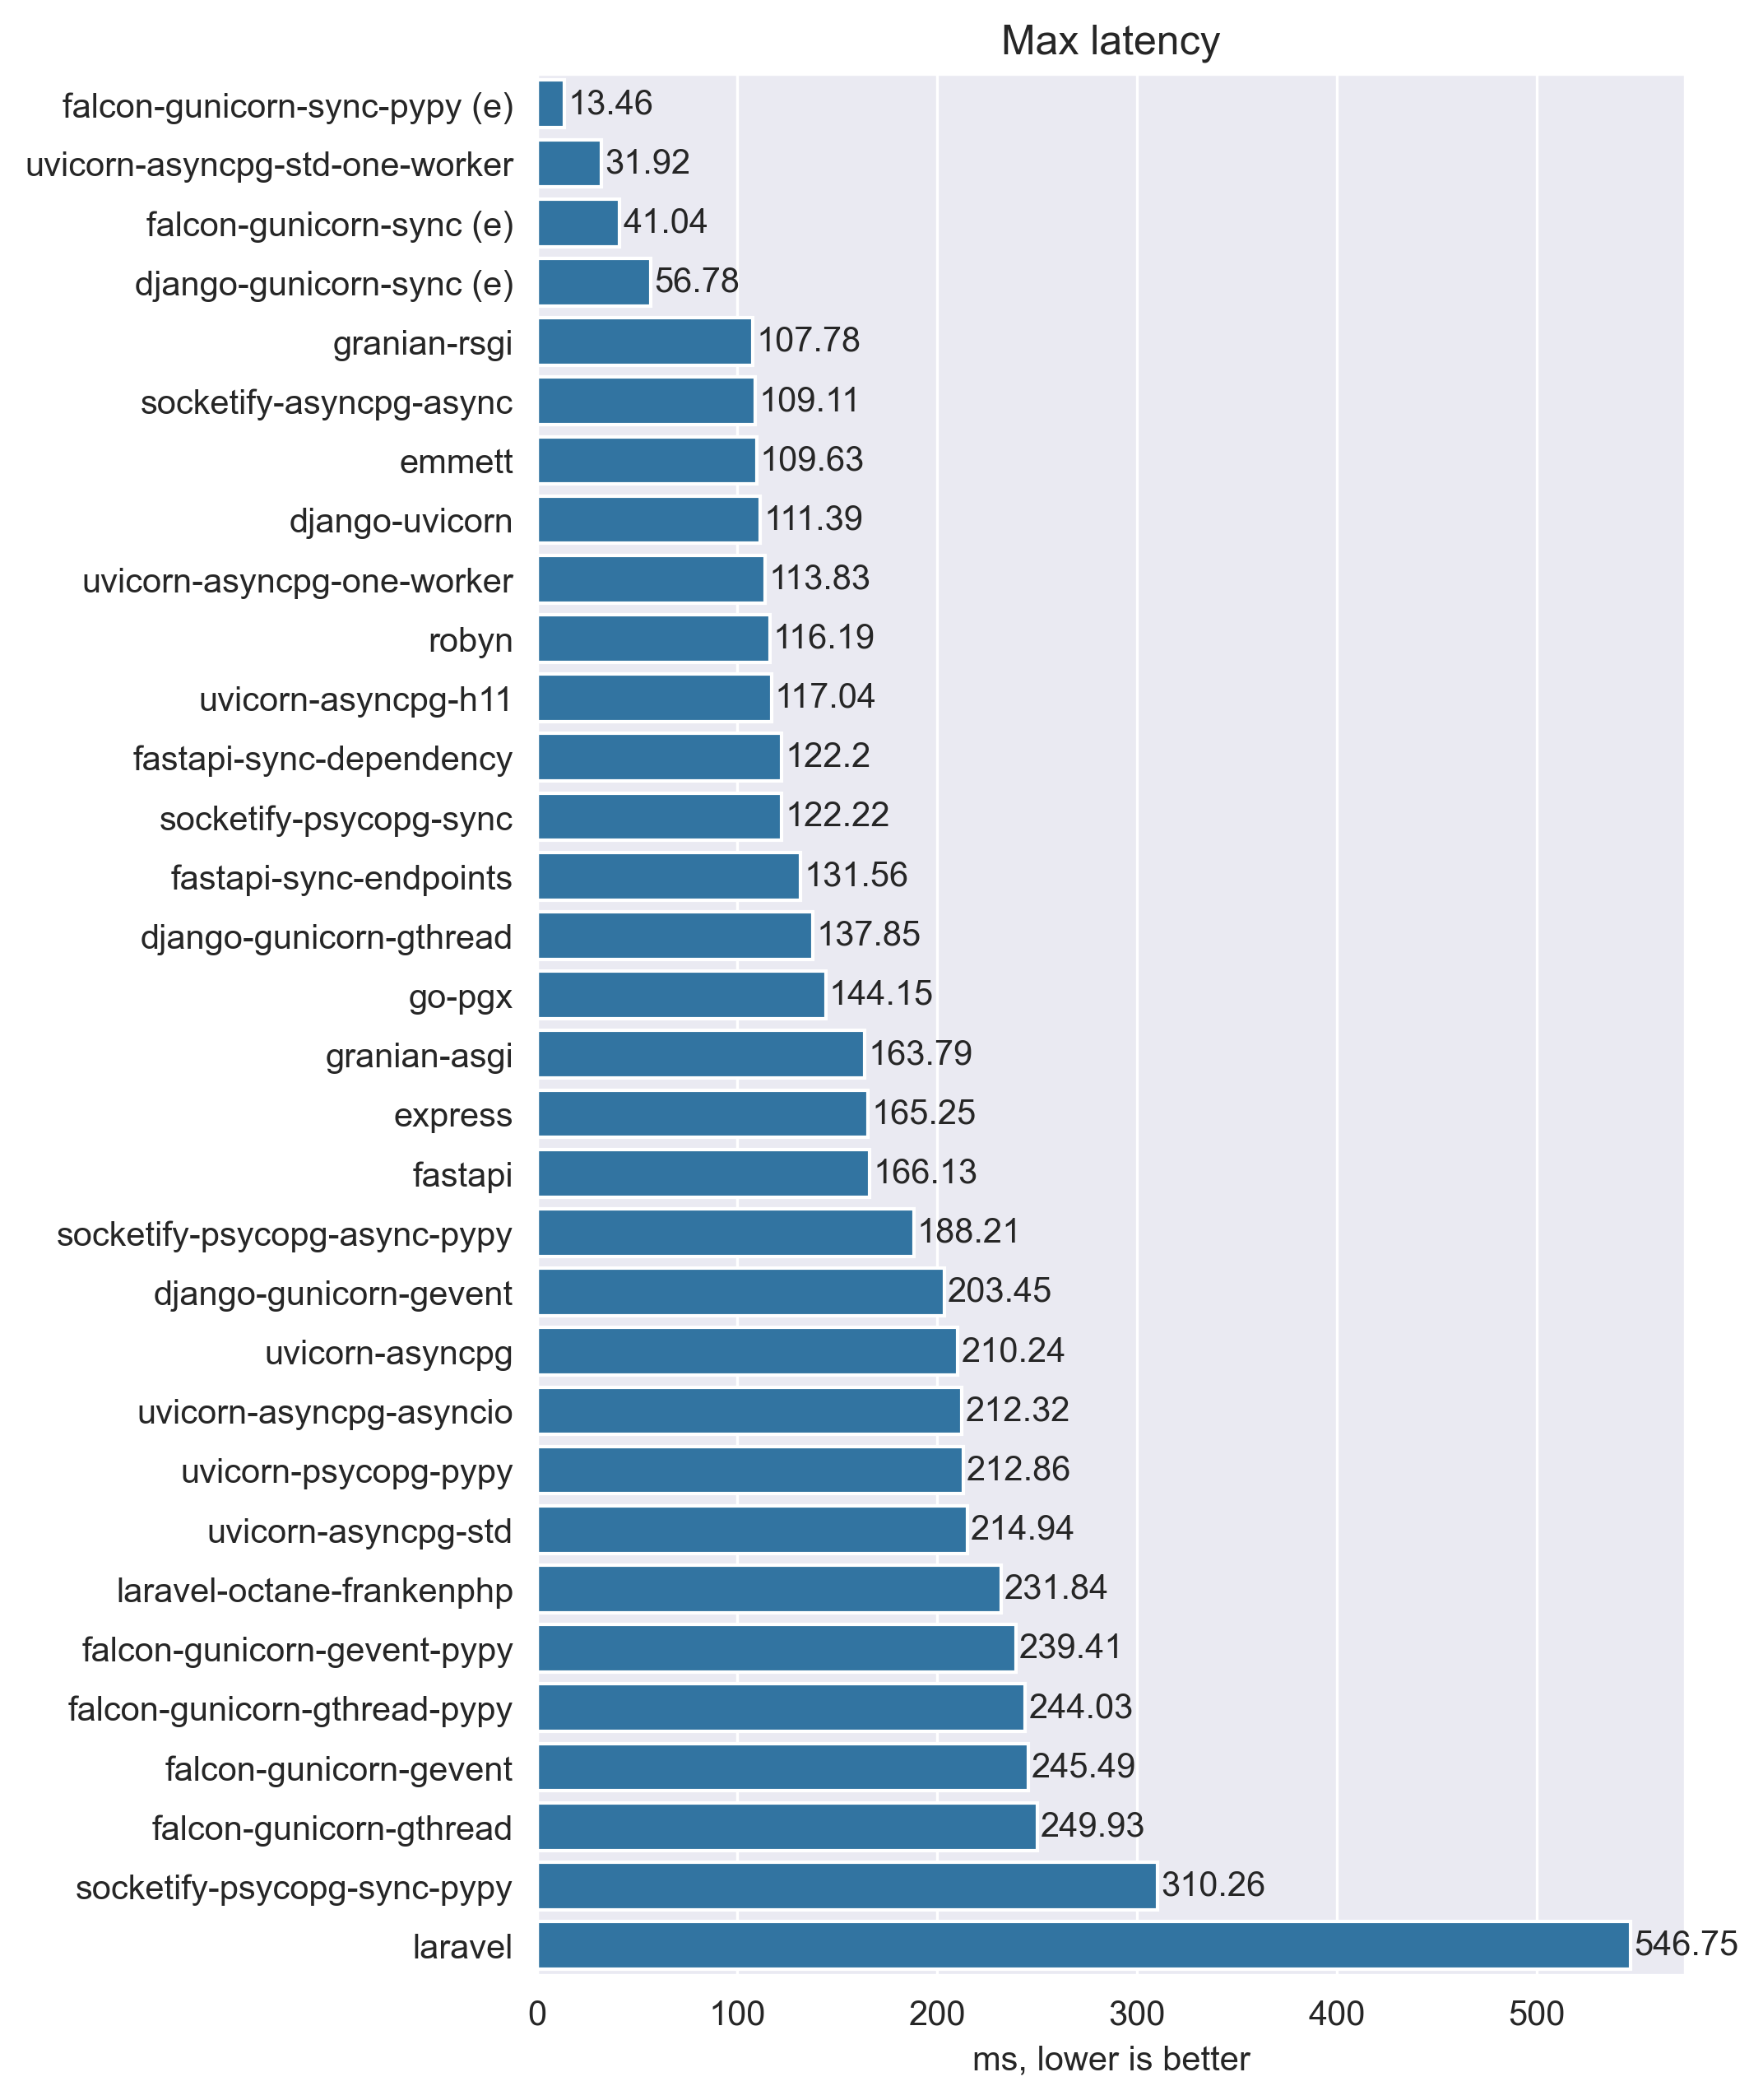 Max latency
falcon-gunicorn-sync-pypy (e) 13.46
uvicorn-asyncpg-std-one-worker 31.92
falcon-gunicorn-sync (e) 41.04
django-gunicorn-sync (e) 56.78
granian-rsgi 107.78
socketify-asyncpg-async 109.11
emmett 109.63
django-uvicorn 111.39
uvicorn-asyncpg-one-worker 113.83
robyn 116.19
uvicorn-asyncpg-h11 117.04
fastapi-sync-dependency 122.2
socketify-psycopg-sync 122.22
fastapi-sync-endpoints 131.56
django-gunicorn-gthread 137.85
go-pgx 144.15
granian-asgi 163.79
express 165.25
fastapi 166.13
socketify-psycopg-async-pypy 188.21
django-gunicorn-gevent 203.45
uvicorn-asyncpg 210.24
uvicorn-asyncpg-asyncio 212.32
uvicorn-psycopg-pypy 212.86
uvicorn-asyncpg-std 214.94
laravel-octane-frankenphp 231.84
falcon-gunicorn-gevent-pypy 239.41
falcon-gunicorn-gthread-pypy 244.03
falcon-gunicorn-gevent 245.49
falcon-gunicorn-gthread 249.93
socketify-psycopg-sync-pypy 310.26
laravel 546.75
0 100 200 300 400 500
ms, lower is better